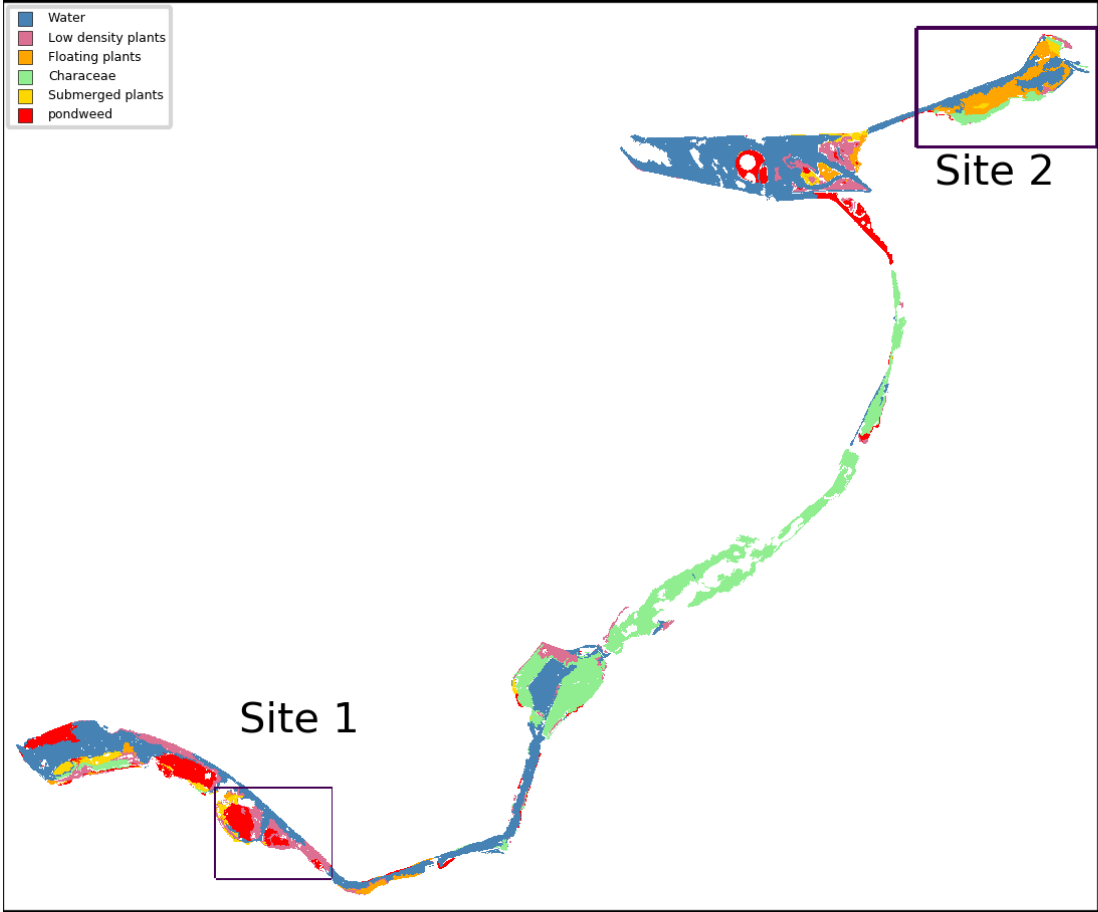 Water
Low density plants
Floating plants
Characeae
Submerged plants
pondweed
Site 2
Site 1